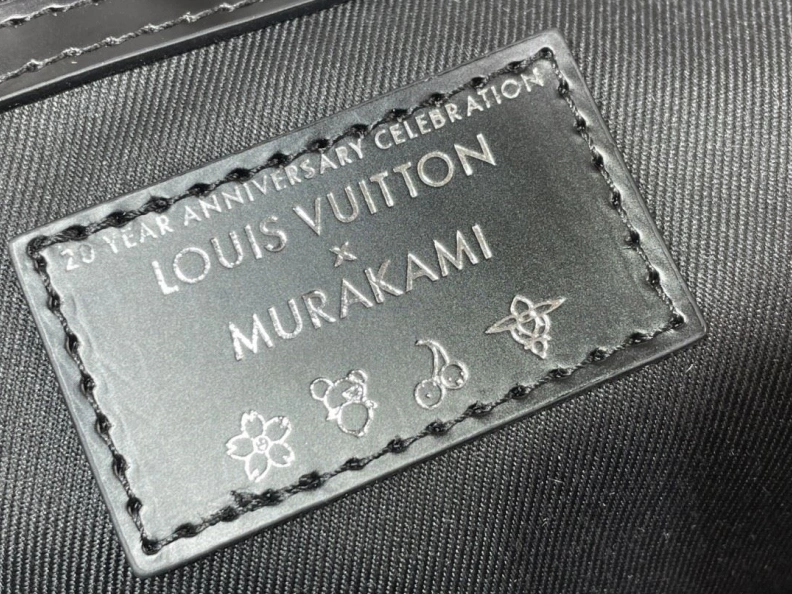 20 YEAR ANNIVERSARY CELEBRATION
LOUIS VUITTON
x
MURAKAMI